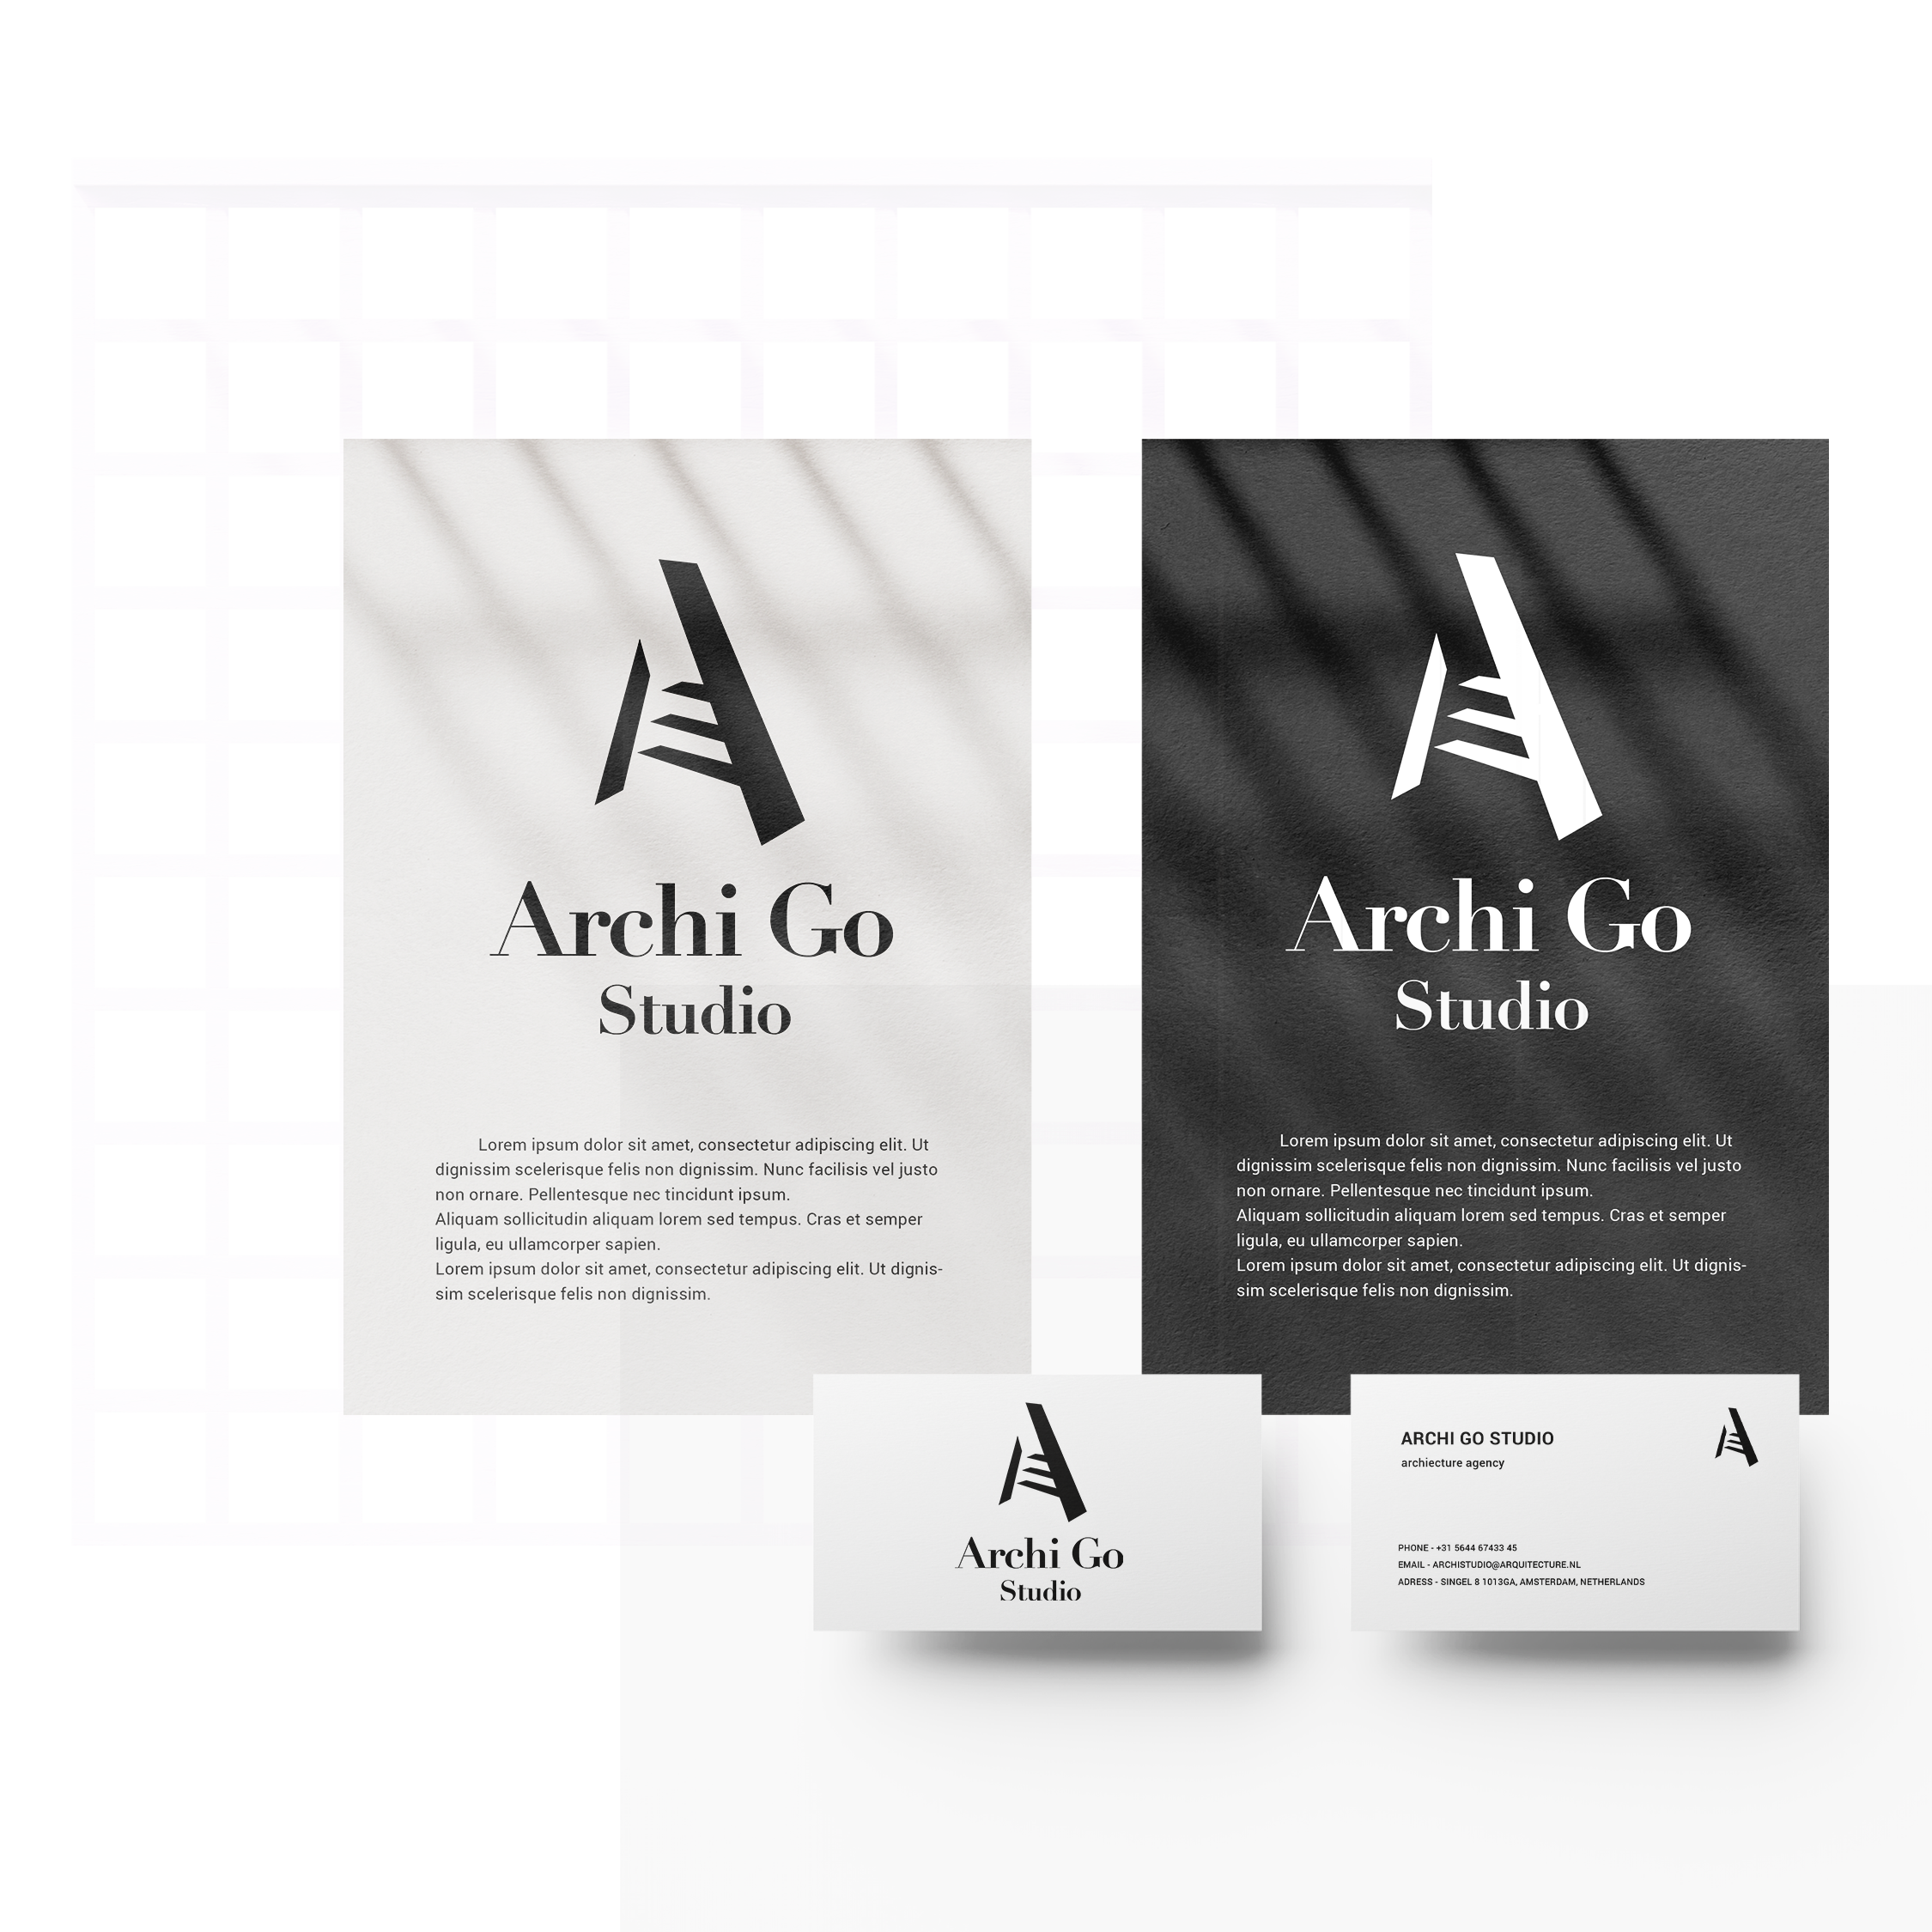 Archi Go
Studio
Lorem ipsum dolor sit amet, consectetur adipiscing elit. Ut
dignissim scelerisque felis non dignissim. Nunc facilisis vel justo
non ornare. Pellentesque nec tincidunt ipsum.
Aliquam sollicitudin aliquam lorem sed tempus. Cras et semper
ligula, eu ullamcorper sapien.
Lorem ipsum dolor sit amet, consectetur adipiscing elit. Ut dignis-
sim scelerisque felis non dignissim.
Archi Go
Studio
Lorem ipsum dolor sit amet, consectetur adipiscing elit. Ut
dignissim scelerisque felis non dignissim. Nunc facilisis vel justo
non ornare. Pellentesque nec tincidunt ipsum.
Aliquam sollicitudin aliquam lorem sed tempus. Cras et semper
ligula, eu ullamcorper sapien.
Lorem ipsum dolor sit amet, consectetur adipiscing elit. Ut dignis-
sim scelerisque felis non dignissim.
Archi Go
Studio
ARCHI GO STUDIO
archiecture agency
PHONE - +31 5644 67433 45
EMAIL - ARCHISTUDIO@ARQUITECTURE.NL
ADRESS - SINGEL 8 1013GA, AMSTERDAM, NETHERLANDS